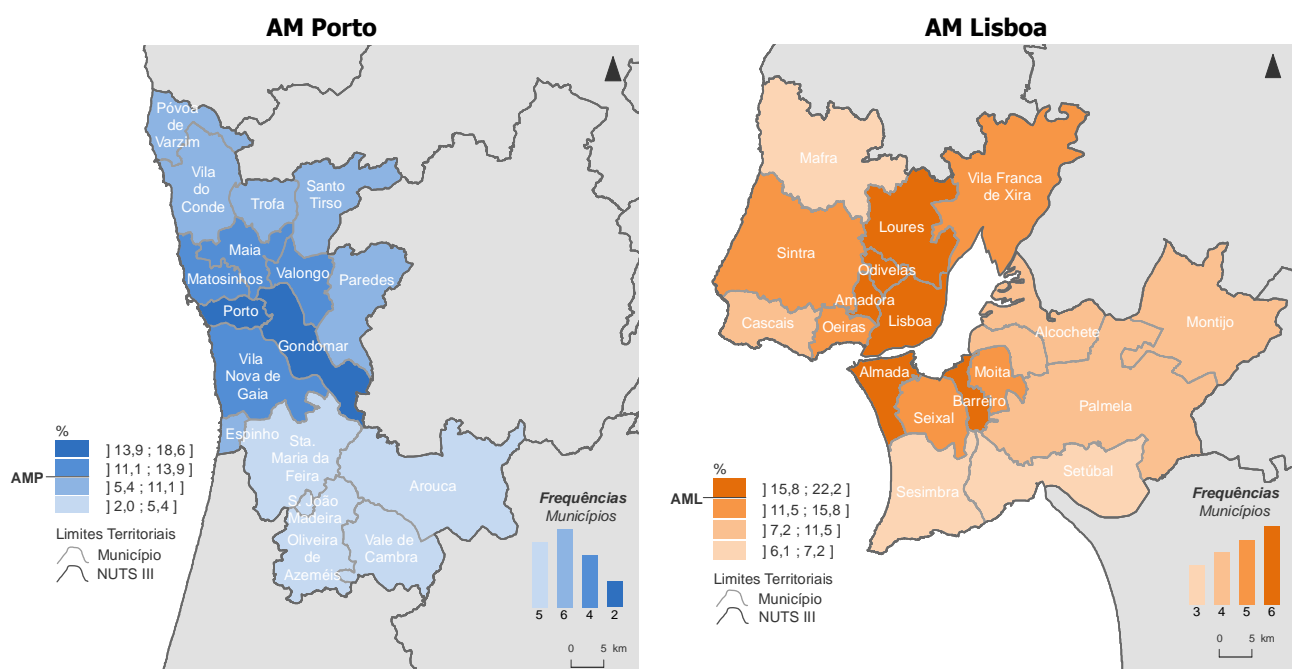 AM Porto
Póvoa
de
Varzim
Vila
do
Conde
Trofa
Santo
Tirso
Maia
Matosinhos
Valongo
Paredes
Porto
Gondomar
Vila
Nova de
Gaia
Espinho
Sta.
Maria da
Feira
Arouca
S. João
Madeira
Oliveira
de
Azeméis
Vale de
Cambra
%
AMP
] 13,9 ; 18,6 ]
] 11,1 ; 13,9 ]
] 5,4 ; 11,1 ]
] 2,0 ; 5,4 ]
Limites Territoriais
Município
NUTS III
Frequências
Municípios
5 6 4 2
0 5 km
AM Lisboa
Mafra
Vila Franca
de Xira
Loures
Sintra
Odivelas
Amadora
Lisboa
Cascais
Oeiras
Alcochete
Montijo
Almada
Moita
Barreiro
Seixal
Palmela
Setúbal
Sesimbra
%
AML
] 15,8 ; 22,2 ]
] 11,5 ; 15,8 ]
] 7,2 ; 11,5 ]
] 6,1 ; 7,2 ]
Limites Territoriais
Município
NUTS III
Frequências
Municípios
3 4 5 6
0 5 km